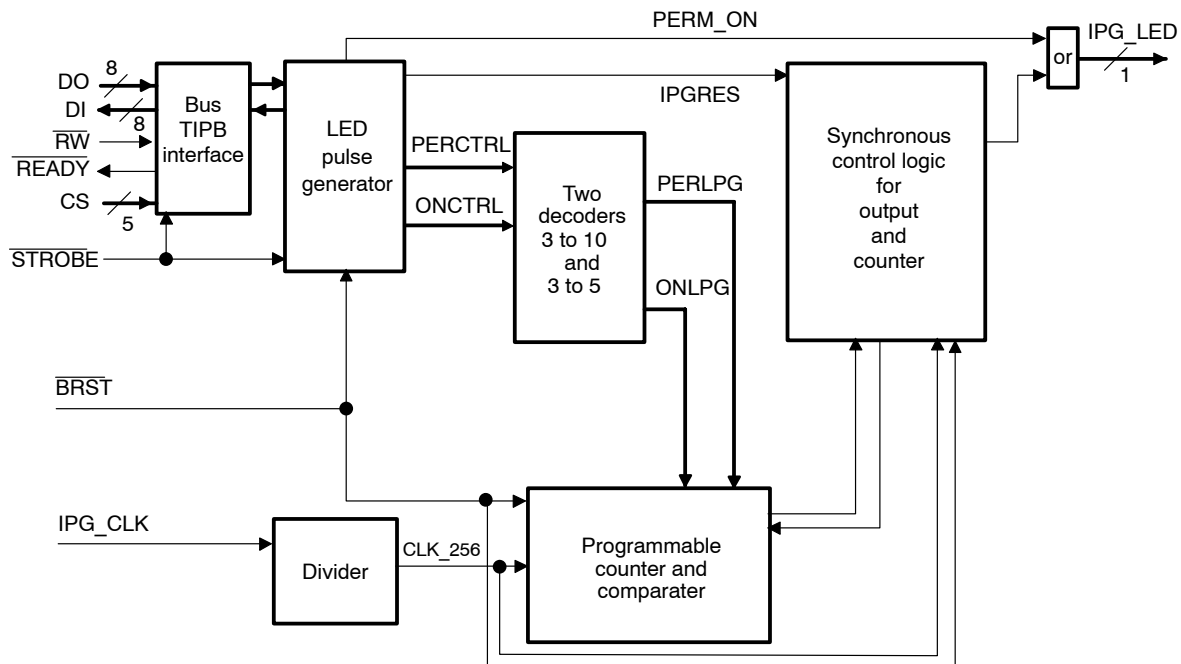 PERM_ON
IPG_LED
or
1
DO
8
DI
8
RW
READY
CS
5
STROBE
Bus
TIPB
interface
LED
pulse
generator
IPGRES
PERCTRL
ONCTRL
Two
decoders
3 to 10
and
3 to 5
PERLPG
ONLPG
Synchronous
control logic
for
output
and
counter
BRST
IPG_CLK
Divider
CLK_256
Programmable
counter and
comparater